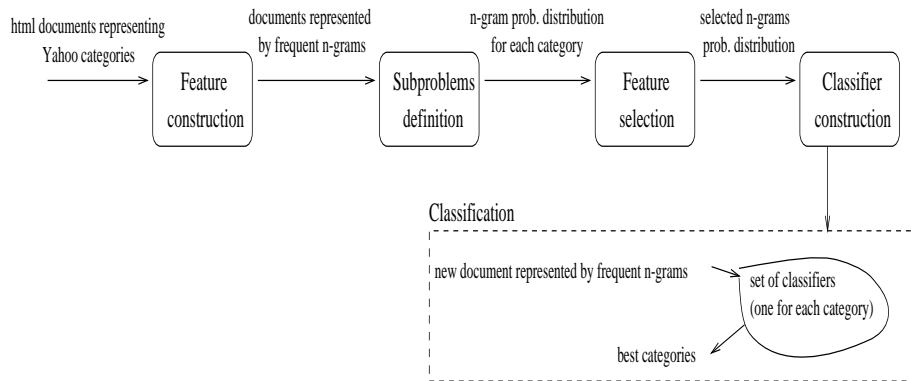 html documents representing
Yahoo categories
documents represented
by frequent n-grams
n-gram prob. distribution
for each category
selected n-grams
prob. distribution
Feature
construction
Subproblems
definition
Feature
selection
Classifier
construction
Classification
new document represented by frequent n-grams
set of classifiers
(one for each category)
best categories